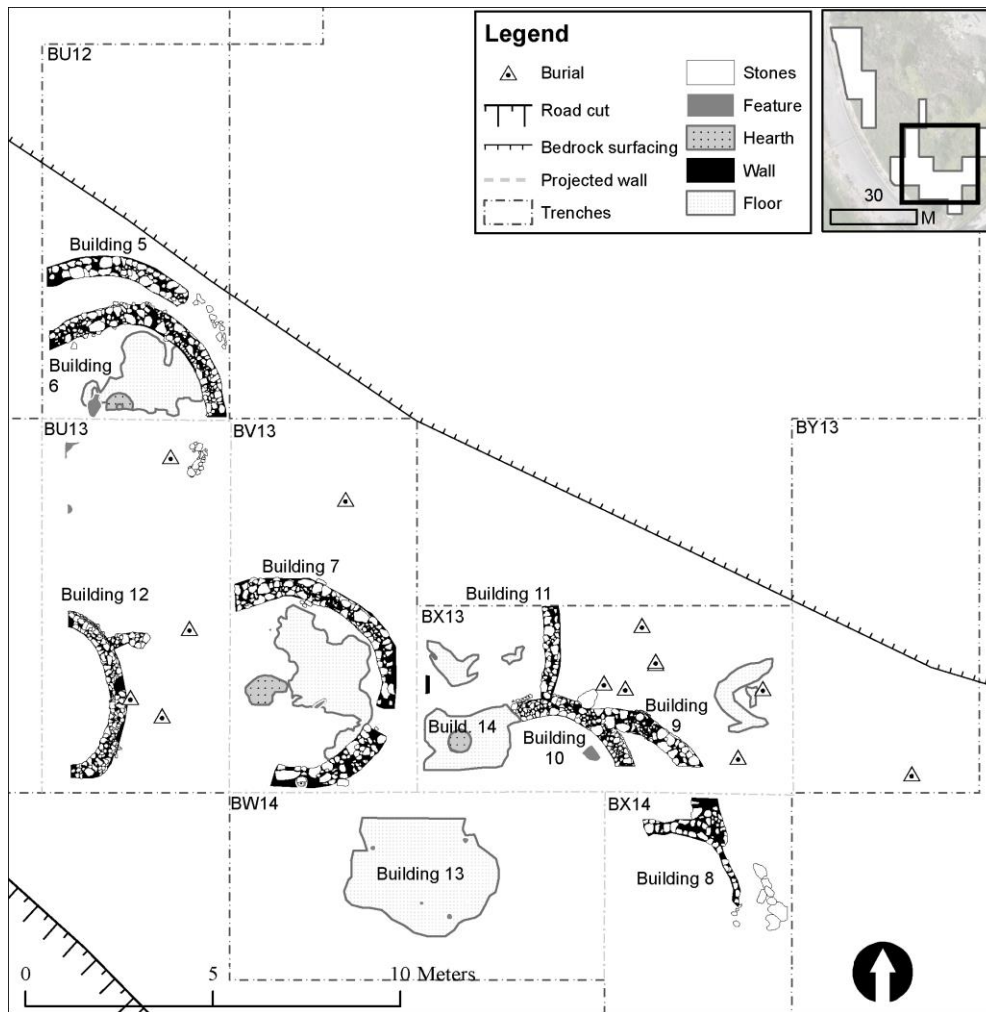 BU12
Legend
Burial
Road cut
Bedrock surfacing
Projected wall
Trenches
Stones
Feature
Hearth
Wall
Floor
30
M
Building 5
Building
6
BU13
BV13
BY13
Building 7
Building 12
Building 11
BX13
Build. 14
Building
9
Building
10
BW14
BX14
Building 13
Building 8
0
5
10 Meters